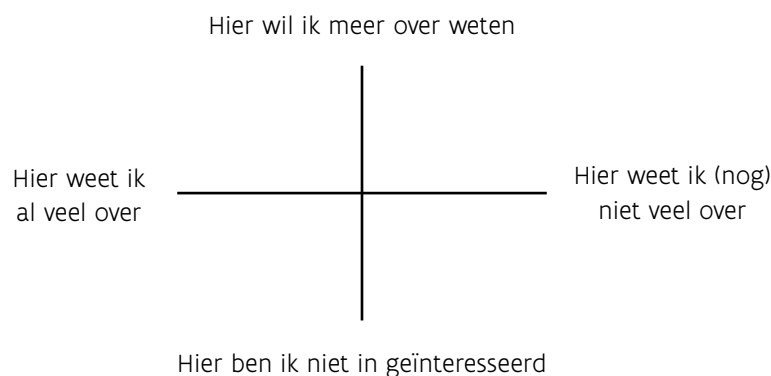 Hier wil ik meer over weten
Hier weet ik
al veel over
Hier weet ik (nog)
niet veel over
Hier ben ik niet in geïnteresseerd